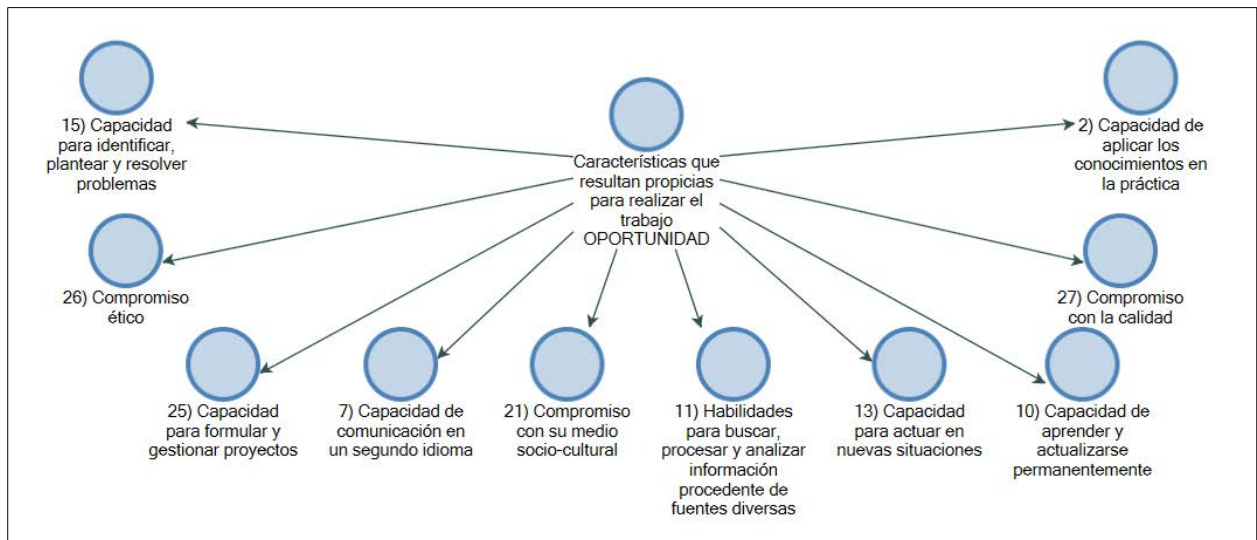 15) Capacidad
para identificar,
plantear y resolver
problemas
Características que
resultan propicias
para realizar el
trabajo
OPORTUNIDAD
2) Capacidad de
aplicar los
conocimientos en
la práctica
26) Compromiso
ético
27) Compromiso
con la calidad
25) Capacidad
para formular y
gestionar proyectos
7) Capacidad de
comunicación en
un segundo idioma
21) Compromiso
con su medio
socio-cultural
11) Habilidades
para buscar,
procesar y analizar
información
procedente de
fuentes diversas
13) Capacidad
para actuar en
nuevas situaciones
10) Capacidad de
aprender y
actualizarse
permanentemente